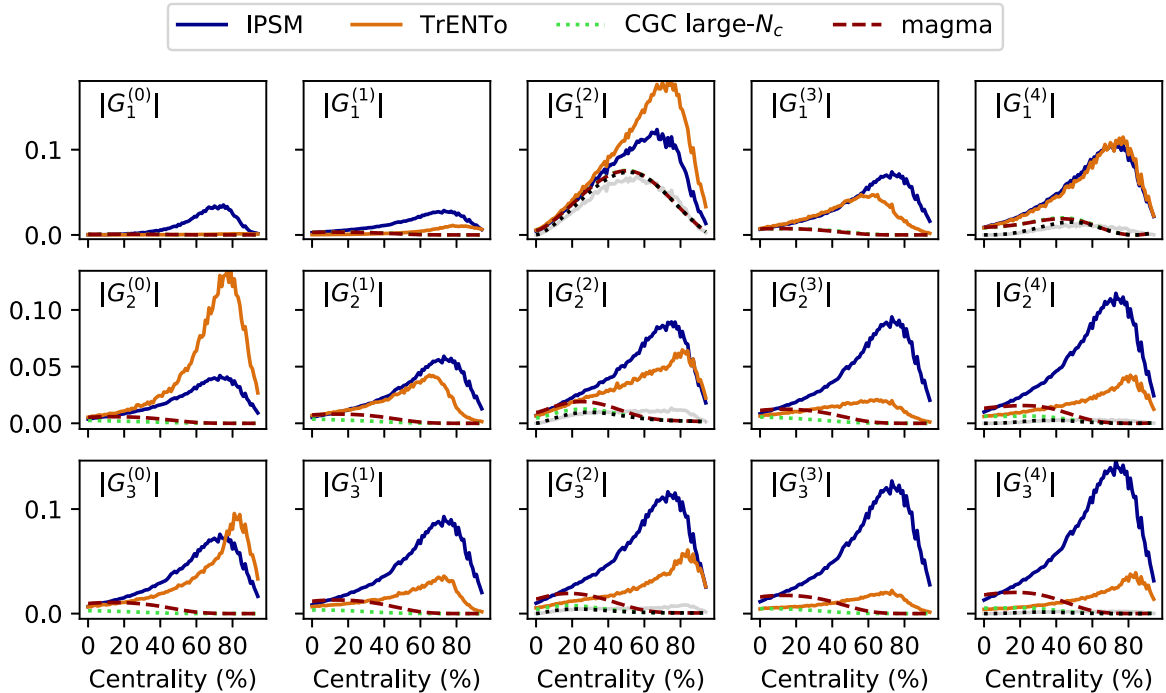 IPSM TrENTo CGC large-$N_c$ magma
$|G_1^{(0)}|$ $|G_1^{(1)}|$ $|G_1^{(2)}|$ $|G_1^{(3)}|$ $|G_1^{(4)}|$
0.1
0.0
$|G_2^{(0)}|$ $|G_2^{(1)}|$ $|G_2^{(2)}|$ $|G_2^{(3)}|$ $|G_2^{(4)}|$
0.10
0.05
0.00
$|G_3^{(0)}|$ $|G_3^{(1)}|$ $|G_3^{(2)}|$ $|G_3^{(3)}|$ $|G_3^{(4)}|$
0.1
0.0
0 20 40 60 80 0 20 40 60 80 0 20 40 60 80 0 20 40 60 80 0 20 40 60 80
Centrality (%) Centrality (%) Centrality (%) Centrality (%) Centrality (%)